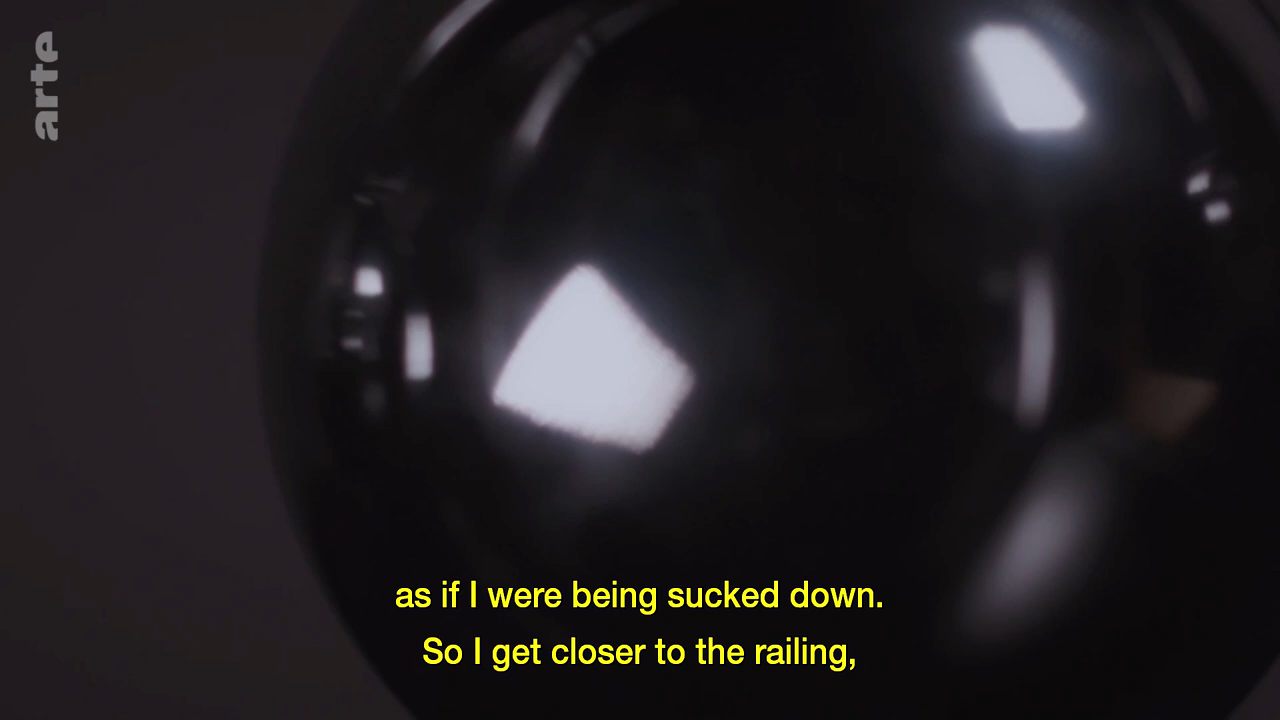 arte
as if I were being sucked down.
So I get closer to the railing,